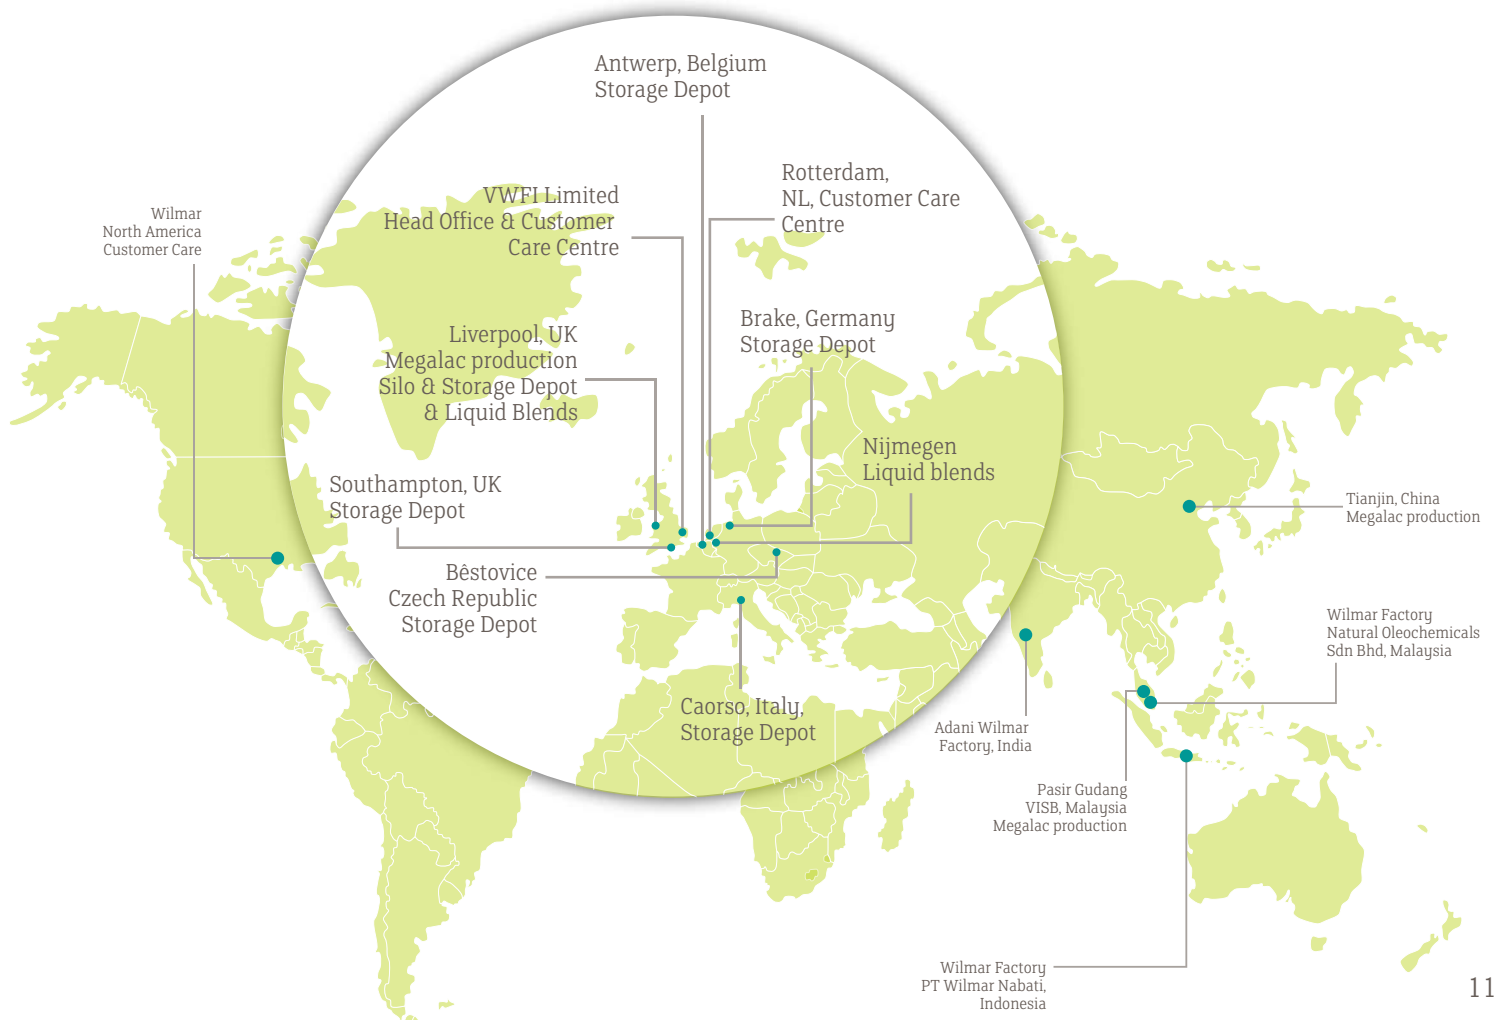 Antwerp, Belgium
Storage Depot
VWFI Limited
Head Office & Customer
Care Centre
Rotterdam,
NL, Customer Care
Centre
Wilmar
North America
Customer Care
Liverpool, UK
Megalac production
Silo & Storage Depot
& Liquid Blends
Brake, Germany
Storage Depot
Nijmegen
Liquid blends
Southampton, UK
Storage Depot
Tianjin, China
Megalac production
Bêstovice
Czech Republic
Storage Depot
Wilmar Factory
Natural Oleochemicals
Sdn Bhd, Malaysia
Caorso, Italy,
Storage Depot
Adani Wilmar
Factory, India
Pasir Gudang
VISB, Malaysia
Megalac production
Wilmar Factory
PT Wilmar Nabati,
Indonesia
11